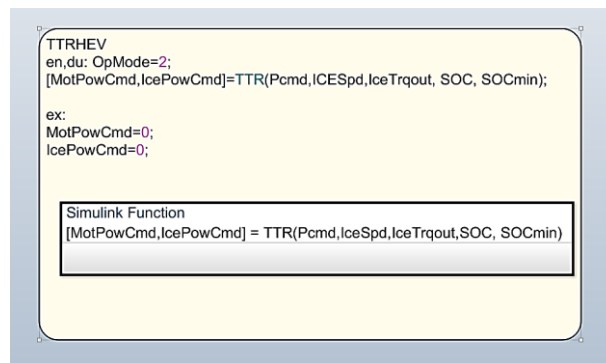 TTRHEV
en,du: OpMode=2;
[MotPowCmd,IcePowCmd]=TTR(Pcmd,ICESpd,IceTrqout, SOC, SOCmin);
ex:
MotPowCmd=0;
IcePowCmd=0;
Simulink Function
[MotPowCmd,IcePowCmd] = TTR(Pcmd,IceSpd,IceTrqout,SOC, SOCmin)